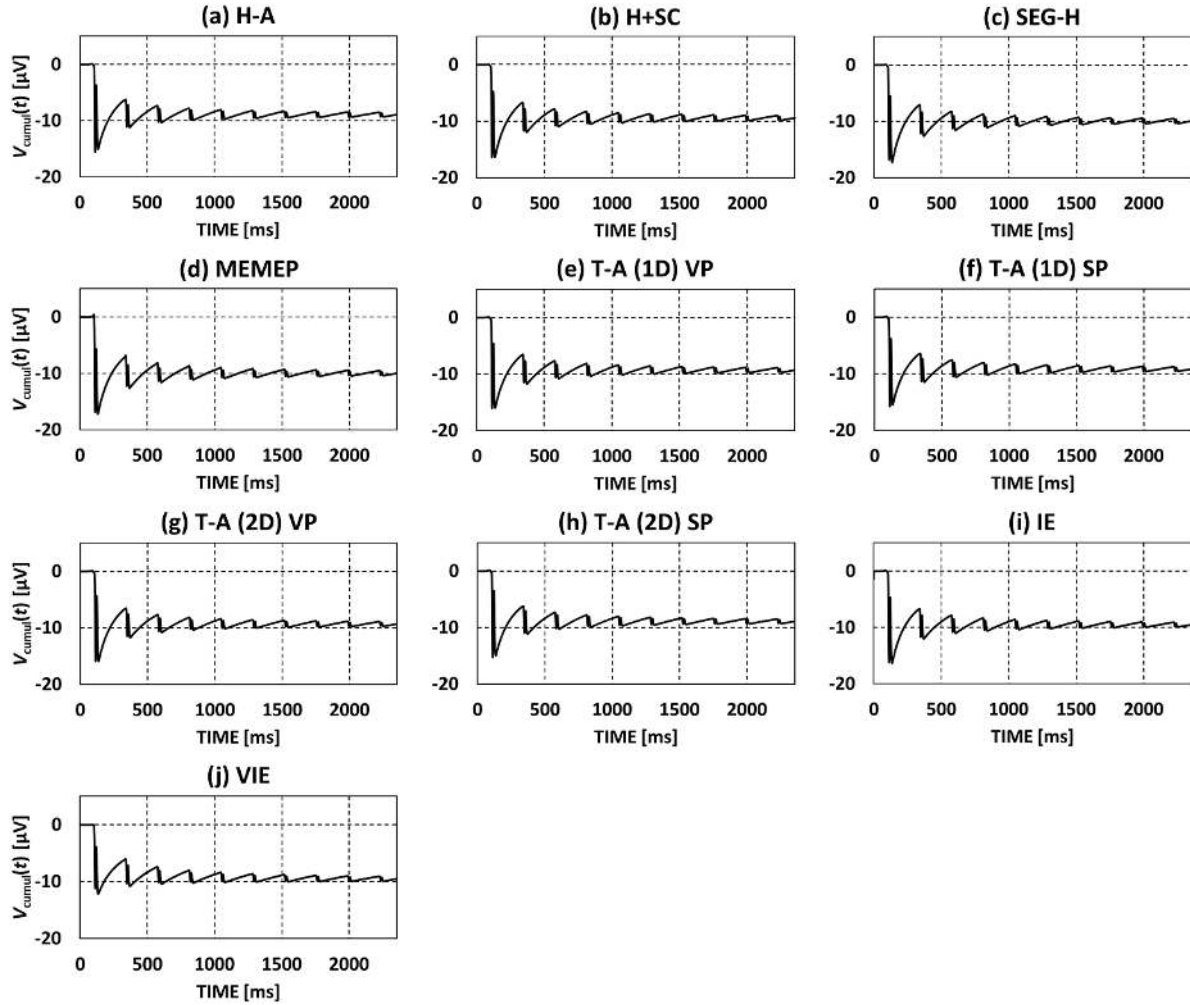 (a) H-A
V_cumul(t) [µV]
0
-10
-20
0 500 1000 1500 2000
TIME [ms]
(b) H+SC
0
-10
-20
0 500 1000 1500 2000
TIME [ms]
(c) SEG-H
0
-10
-20
0 500 1000 1500 2000
TIME [ms]
(d) MEMEP
V_cumul(t) [µV]
0
-10
-20
0 500 1000 1500 2000
TIME [ms]
(e) T-A (1D) VP
0
-10
-20
0 500 1000 1500 2000
TIME [ms]
(f) T-A (1D) SP
0
-10
-20
0 500 1000 1500 2000
TIME [ms]
(g) T-A (2D) VP
V_cumul(t) [µV]
0
-10
-20
0 500 1000 1500 2000
TIME [ms]
(h) T-A (2D) SP
0
-10
-20
0 500 1000 1500 2000
TIME [ms]
(i) IE
0
-10
-20
0 500 1000 1500 2000
TIME [ms]
(j) VIE
V_cumul(t) [µV]
0
-10
-20
0 500 1000 1500 2000
TIME [ms]